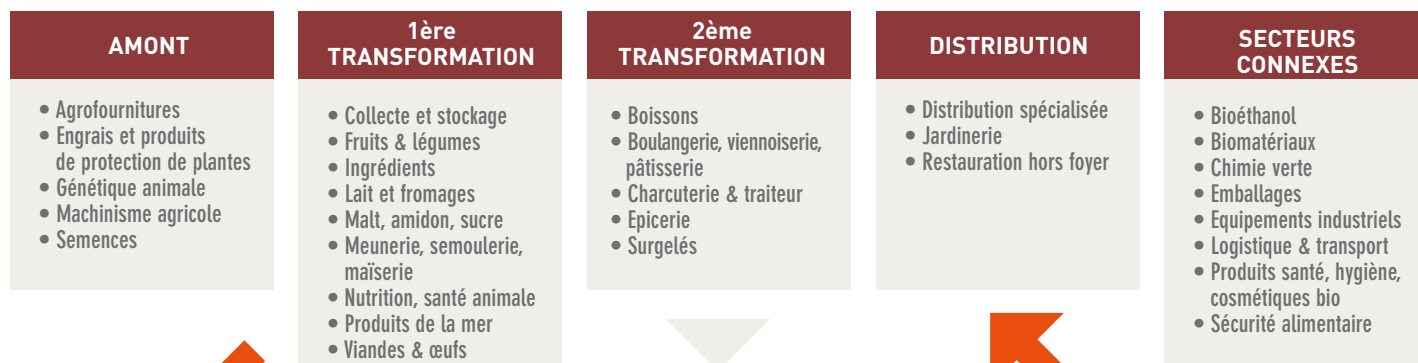 AMONT
• Agrofournitures
• Engrais et produits
de protection de plantes
• Génétique animale
• Machinisme agricole
• Semences
1ère
TRANSFORMATION
• Collecte et stockage
• Fruits & légumes
• Ingrédients
• Lait et fromages
• Malt, amidon, sucre
• Meunerie, semoulerie,
maïserie
• Nutrition, santé animale
• Produits de la mer
• Viandes & œufs
2ème
TRANSFORMATION
• Boissons
• Boulangerie, viennoiserie,
pâtisserie
• Charcuterie & traiteur
• Epicerie
• Surgelés
DISTRIBUTION
• Distribution spécialisée
• Jardinerie
• Restauration hors foyer
SECTEURS
CONNEXES
• Bioéthanol
• Biomatériaux
• Chimie verte
• Emballages
• Equipements industriels
• Logistique & transport
• Produits santé, hygiène,
cosmétiques bio
• Sécurité alimentaire